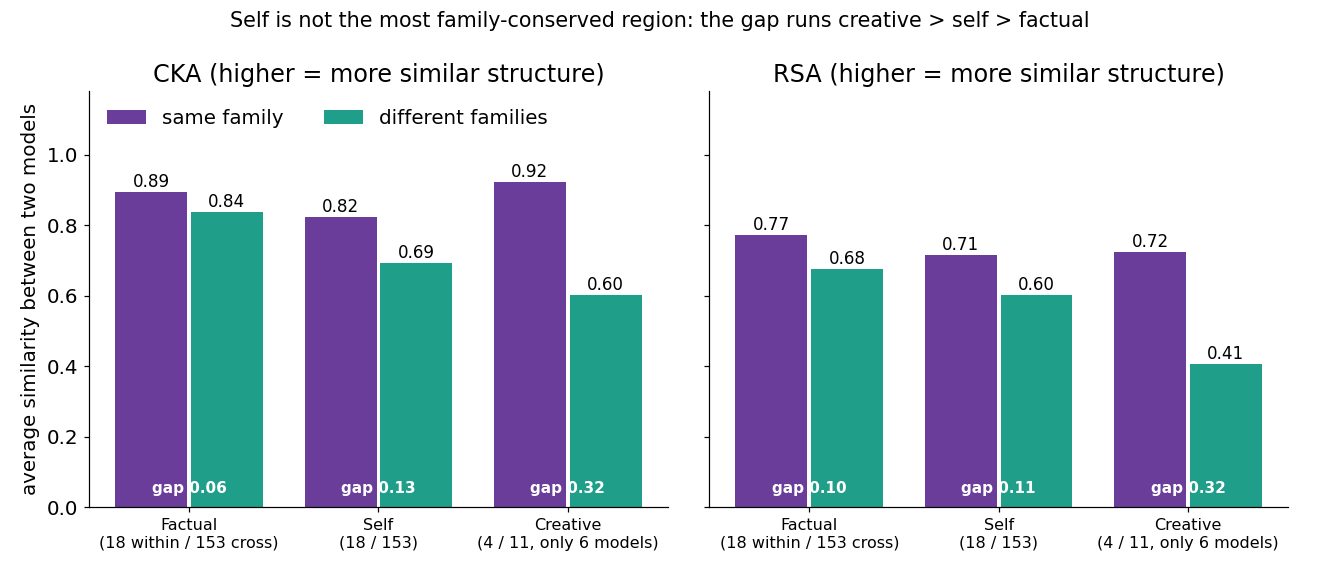 Self is not the most family-conserved region: the gap runs creative > self > factual
CKA (higher = more similar structure)
same family
different families
average similarity between two models
1.0
0.8
0.6
0.4
0.2
0.0
0.89
0.84
0.82
0.69
0.92
0.60
gap 0.06
gap 0.13
gap 0.32
Factual
(18 within / 153 cross)
Self
(18 / 153)
Creative
(4 / 11, only 6 models)
RSA (higher = more similar structure)
0.77
0.68
0.71
0.60
0.72
0.41
gap 0.10
gap 0.11
gap 0.32
Factual
(18 within / 153 cross)
Self
(18 / 153)
Creative
(4 / 11, only 6 models)